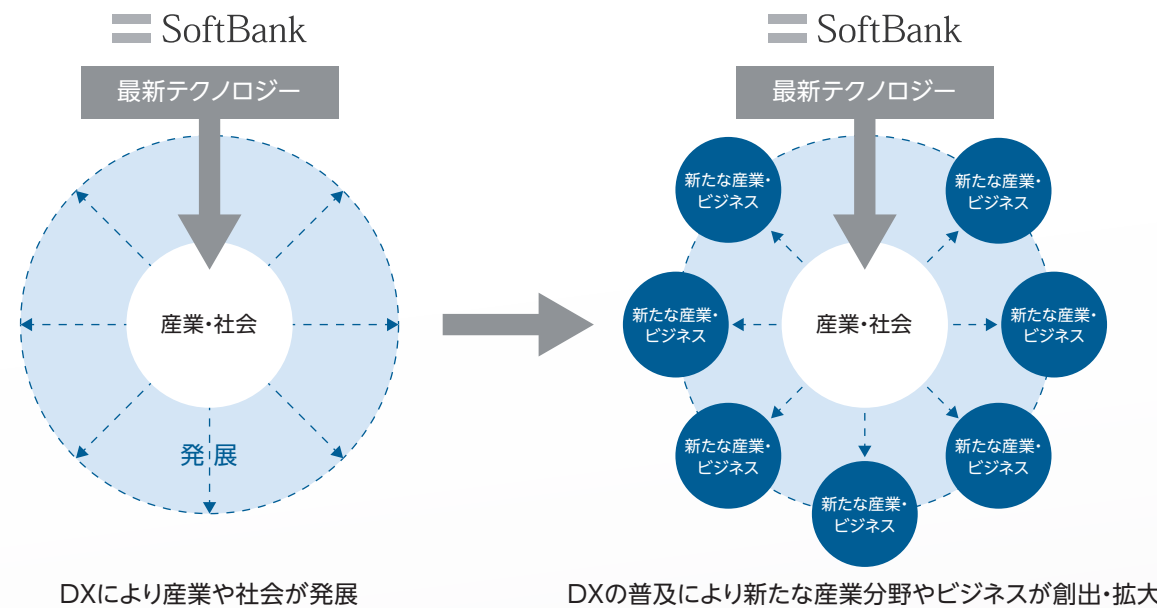 SoftBank
最新テクノロジー
産業・社会
発展
DXにより産業や社会が発展
SoftBank
最新テクノロジー
新たな産業・
ビジネス
新たな産業・
ビジネス
新たな産業・
ビジネス
産業・社会
新たな産業・
ビジネス
新たな産業・
ビジネス
新たな産業・
ビジネス
新たな産業・
ビジネス
DXの普及により新たな産業分野やビジネスが創出・拡大